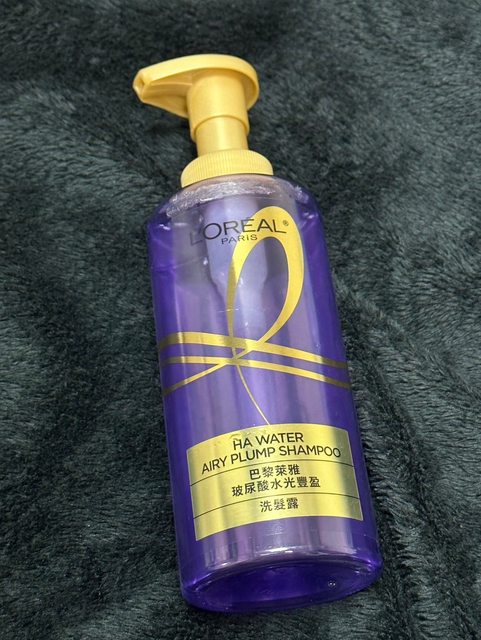 L'ORÉAL®
PARIS
HA WATER
AIRY PLUMP SHAMPOO
巴黎萊雅
玻尿酸水光豐盈
洗髮露